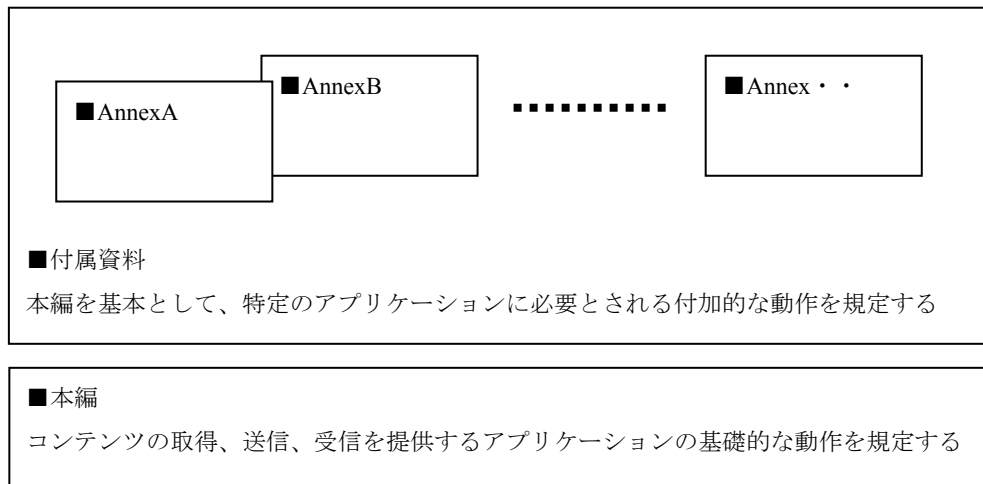 ■AnnexA
■AnnexB
■Annex・・
■付属資料
本編を基本として、特定のアプリケーションに必要とされる付加的な動作を規定する
■本編
コンテンツの取得、送信、受信を提供するアプリケーションの基礎的な動作を規定する